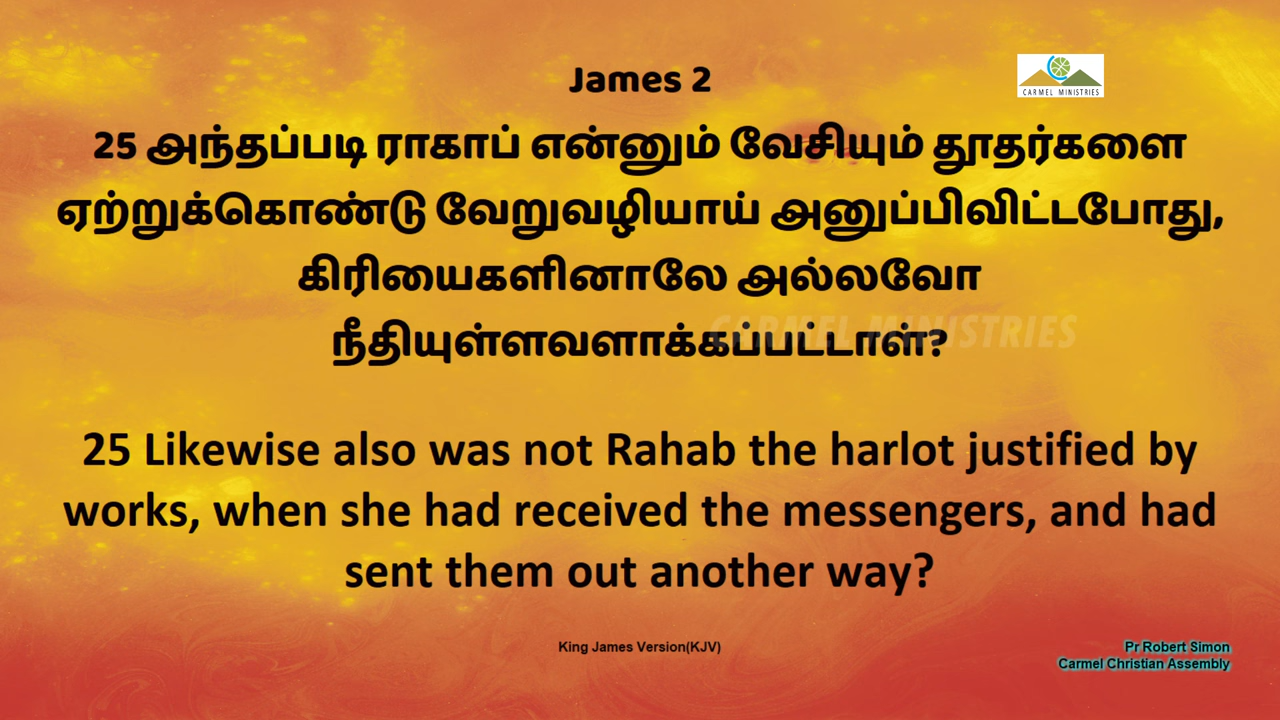 James 2
CARMEL MINISTRIES
25 அந்தப்படி ராகாப் என்னும் வேசியும் தூதர்களை
ஏற்றுக்கொண்டு வேறுவழியாய் அனுப்பிவிட்டபோது,
கிரியைகளினாலே அல்லவோ
நீதியுள்ளவளாக்கப்பட்டாள்?
CARMEL MINISTRIES
25 Likewise also was not Rahab the harlot justified by
works, when she had received the messengers, and had
sent them out another way?
King James Version(KJV)
Pr Robert Simon
Carmel Christian Assembly